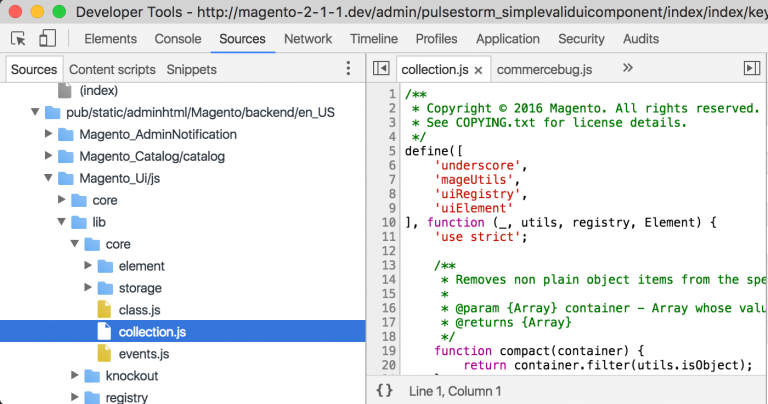 Developer Tools - http://magento-2-1-1.dev/admin/pulsestorm_simplevaliduicomponent/index/index/key
Elements Console Sources Network Timeline Profiles Application Security Audits
Sources Content scripts Snippets
(index)
pub/static/adminhtml/Magento/backend/en_US
Magento_AdminNotification
Magento_Catalog/catalog
Magento_Ui/js
core
lib
core
element
storage
class.js
collection.js
events.js
knockout
registry
collection.js × commercebug.js »
1 /**
2 * Copyright © 2016 Magento. All rights reserved.
3 * See COPYING.txt for license details.
4 */
5 define([
6 'underscore',
7 'mageUtils',
8 'uiRegistry',
9 'uiElement'
10 ], function (_, utils, registry, Element) {
11 'use strict';
12
13 /**
14 * Removes non plain object items from the spe
15 *
16 * @param {Array} container - Array whose valu
17 * @returns {Array}
18 */
19 function compact(container) {
20 return container.filter(utils.isObject);
{} Line 1, Column 1